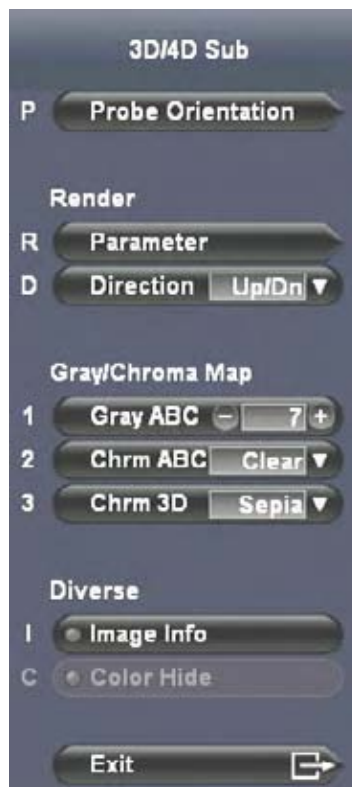 3D/4D Sub
P Probe Orientation
Render
R Parameter
D Direction Up/Dn
Gray/Chroma Map
1 Gray ABC - 7 +
2 Chrm ABC Clear
3 Chrm 3D Sepia
Diverse
I Image Info
C Color Hide
Exit